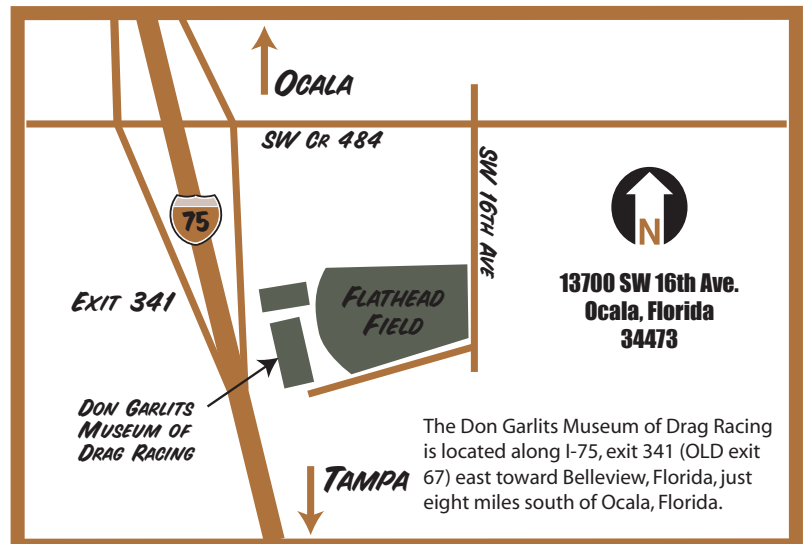 OCALA
SW CR 484
SW 16TH AVE
75
N
13700 SW 16th Ave.
Ocala, Florida
34473
EXIT 341
FLATHEAD
FIELD
DON GARLITS
MUSEUM OF
DRAG RACING
TAMPA
The Don Garlits Museum of Drag Racing
is located along I-75, exit 341 (OLD exit
67) east toward Belleview, Florida, just
eight miles south of Ocala, Florida.